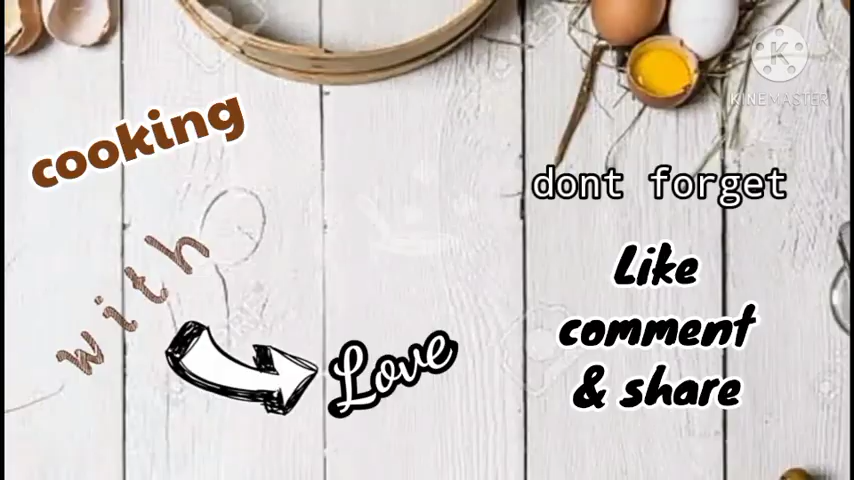 KINEMASTER
cooking
with
Love
dont forget
Like
comment
& share